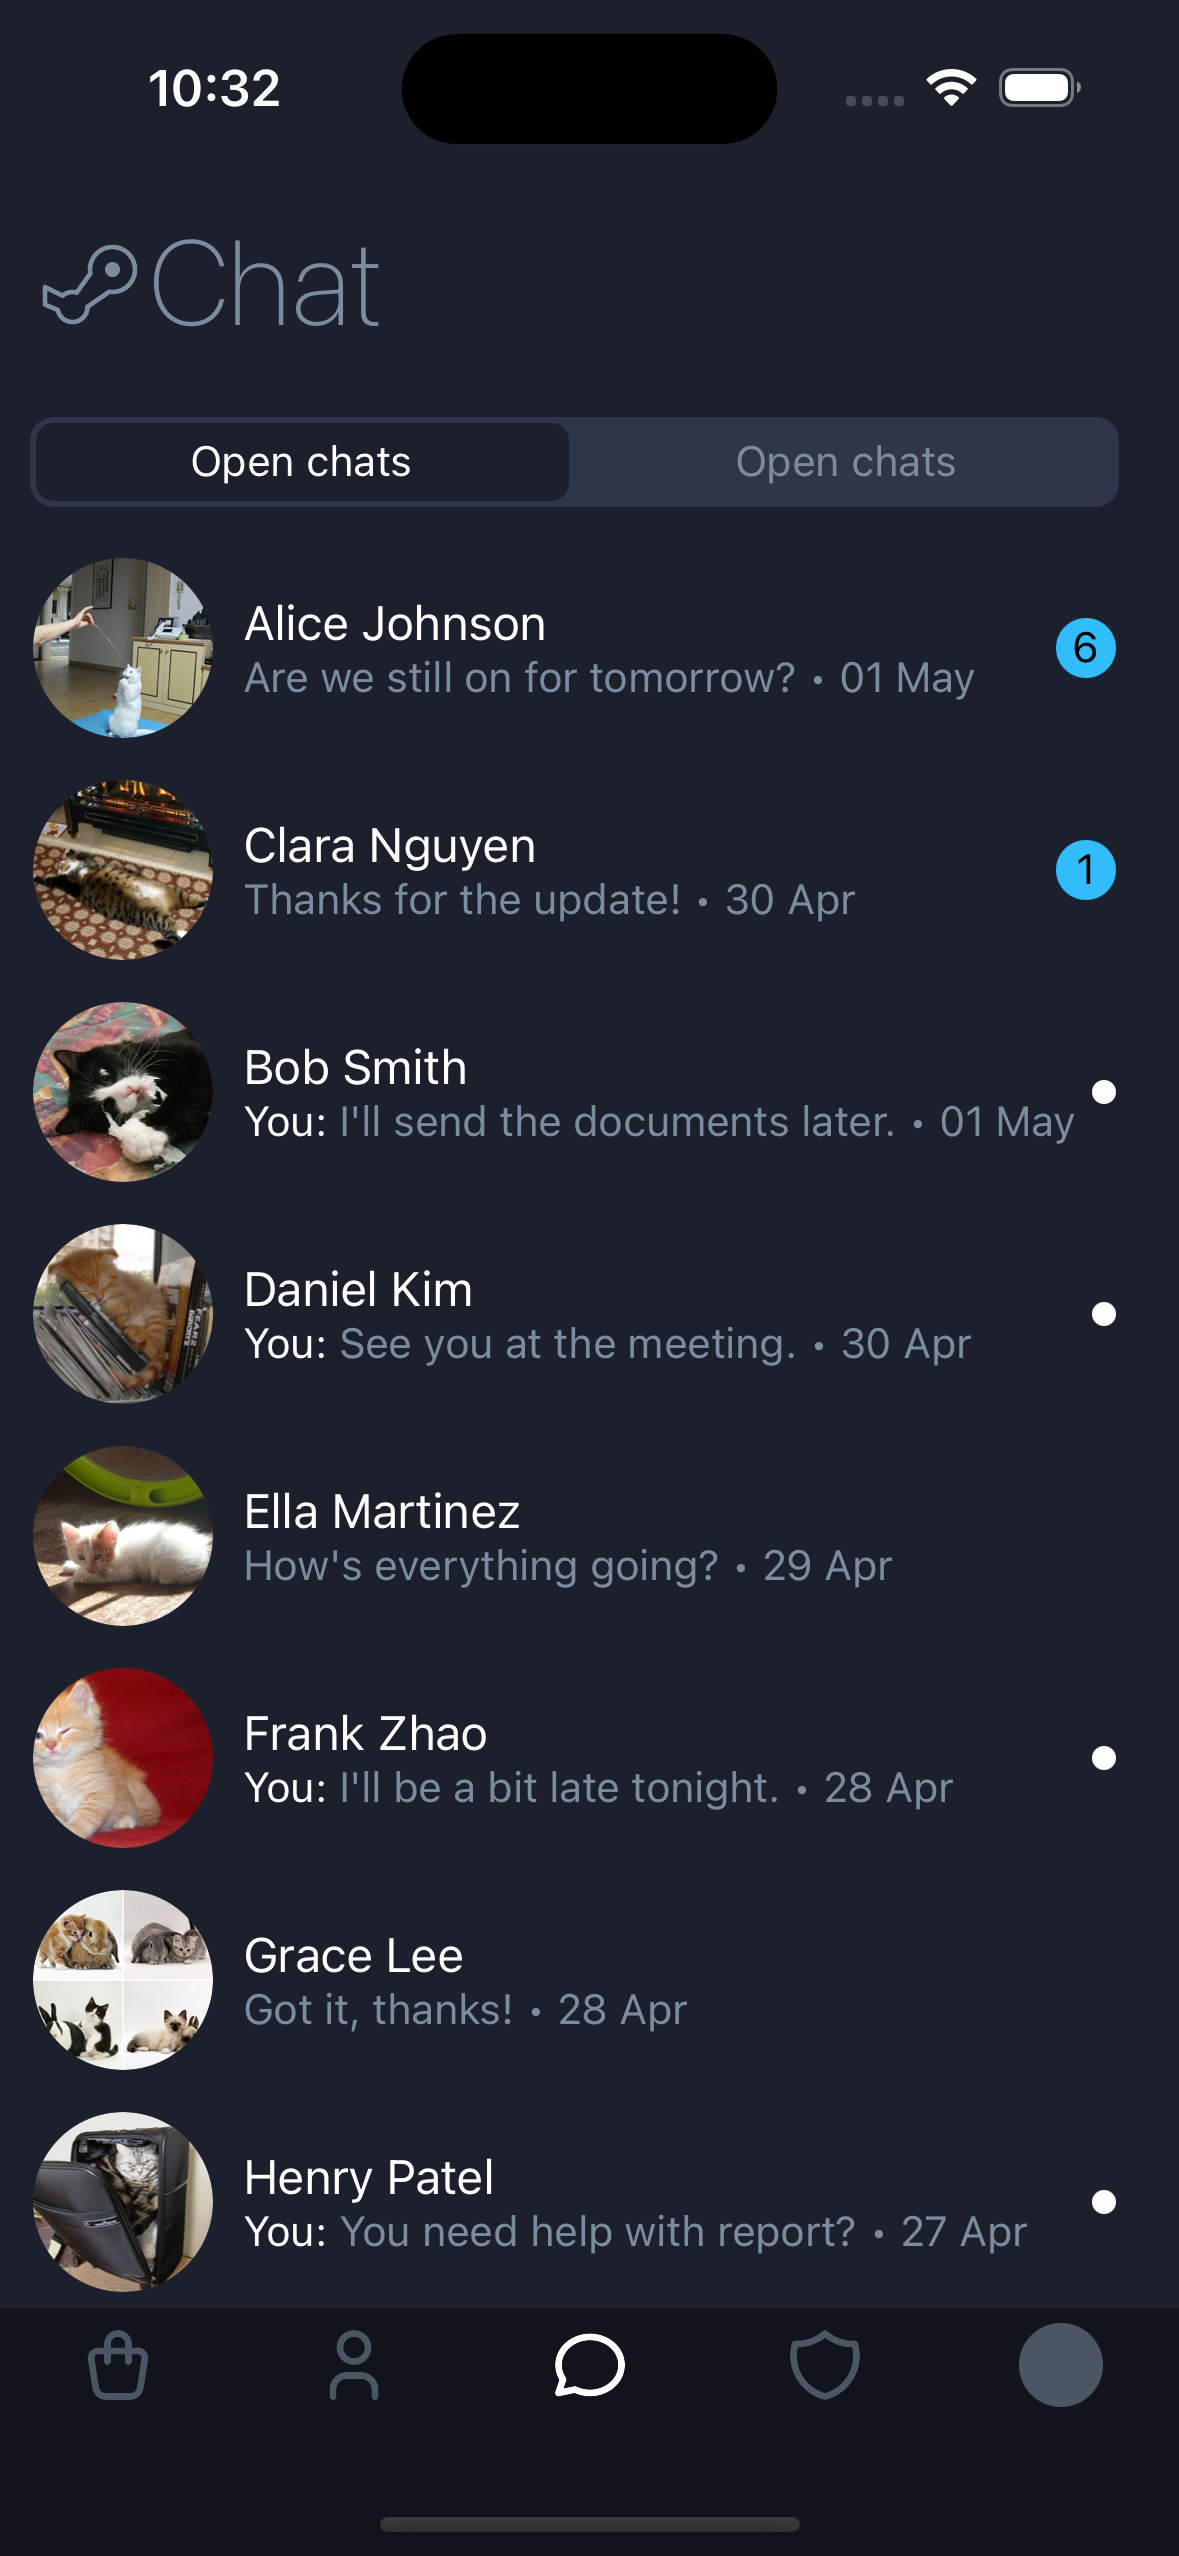 10:32
Chat
Open chats
Open chats
Alice Johnson
Are we still on for tomorrow? • 01 May
6
Clara Nguyen
Thanks for the update! • 30 Apr
1
Bob Smith
You: I'll send the documents later. • 01 May
Daniel Kim
You: See you at the meeting. • 30 Apr
Ella Martinez
How's everything going? • 29 Apr
Frank Zhao
You: I'll be a bit late tonight. • 28 Apr
Grace Lee
Got it, thanks! • 28 Apr
Henry Patel
You: You need help with report? • 27 Apr